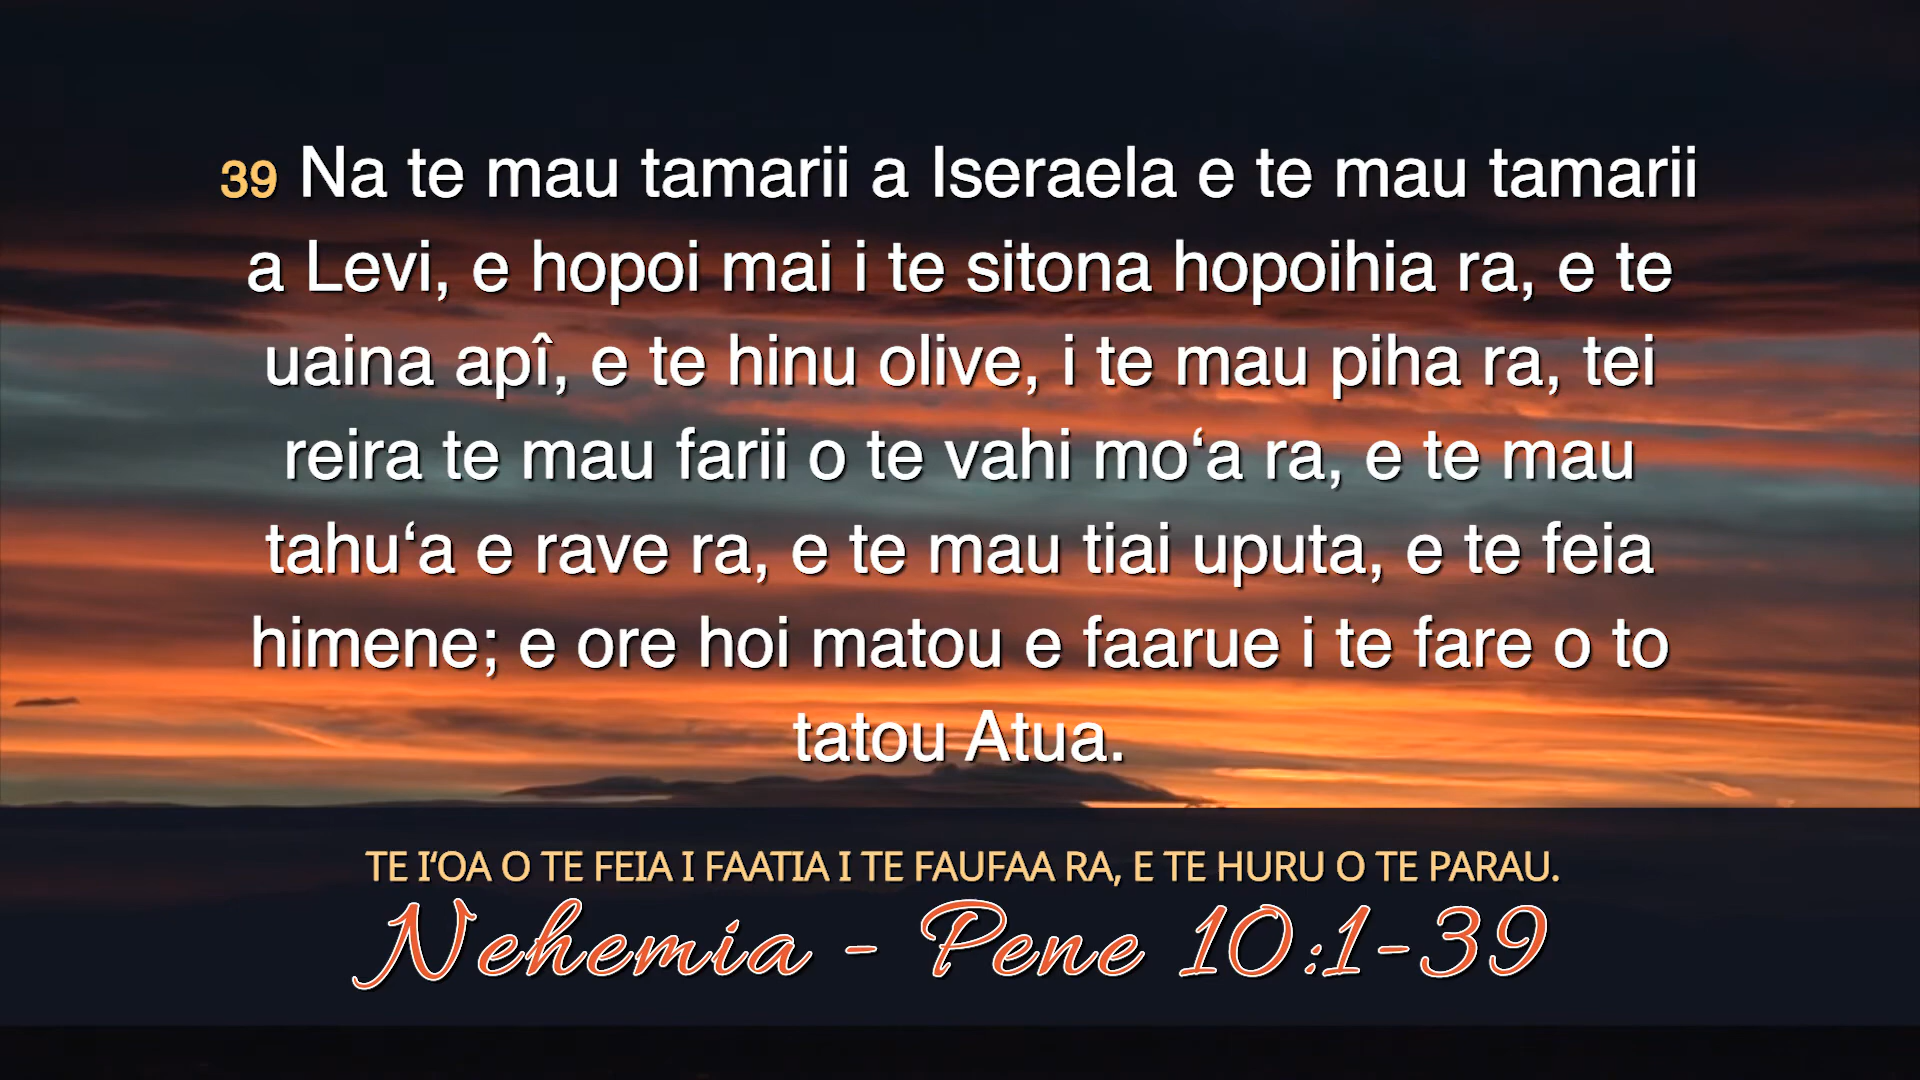 39 Na te mau tamarii a Iseraela e te mau tamarii
a Levi, e hopoi mai i te sitona hopoihia ra, e te
uaina apî, e te hinu olive, i te mau piha ra, tei
reira te mau farii o te vahi mo‘a ra, e te mau
tahu‘a e rave ra, e te mau tiai uputa, e te feia
himene; e ore hoi matou e faarue i te fare o to
tatou Atua.
TE I‘OA O TE FEIA I FAATIA I TE FAUFAA RA, E TE HURU O TE PARAU.
Nehemia - Pene 10:1-39